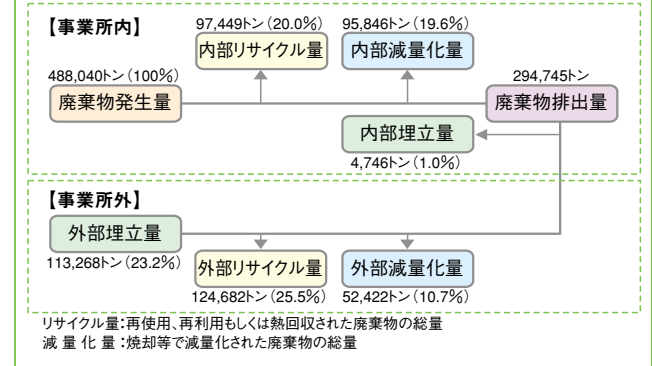 【事業所内】
97,449トン(20.0%)
95,846トン(19.6%)
内部リサイクル量
内部減量化量
488,040トン(100%)
294,745トン
廃棄物発生量
廃棄物排出量
内部埋立量
4,746トン(1.0%)
【事業所外】
外部埋立量
113,268トン(23.2%)
外部リサイクル量
外部減量化量
124,682トン(25.5%)
52,422トン(10.7%)
リサイクル量:再使用、再利用もしくは熱回収された廃棄物の総量
減 量 化 量 :焼却等で減量化された廃棄物の総量